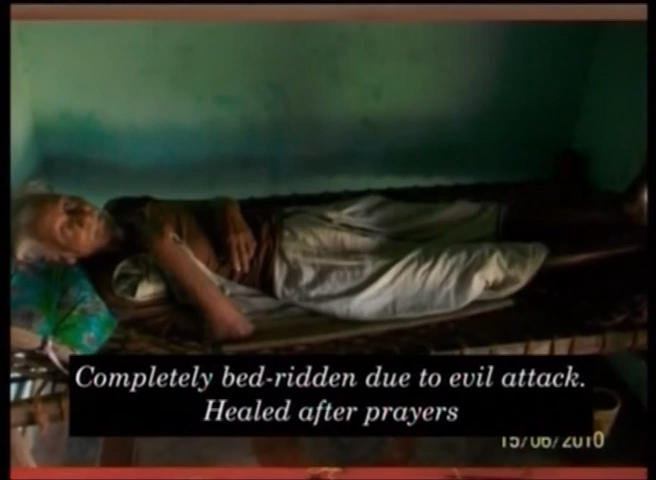 Completely bed-ridden due to evil attack.
Healed after prayers
15/06/2010